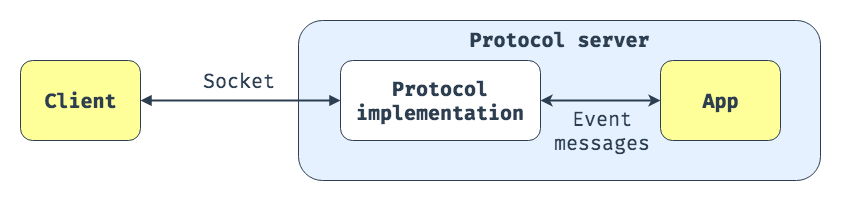 Protocol server
Socket
Client
Protocol
implementation
App
Event
messages